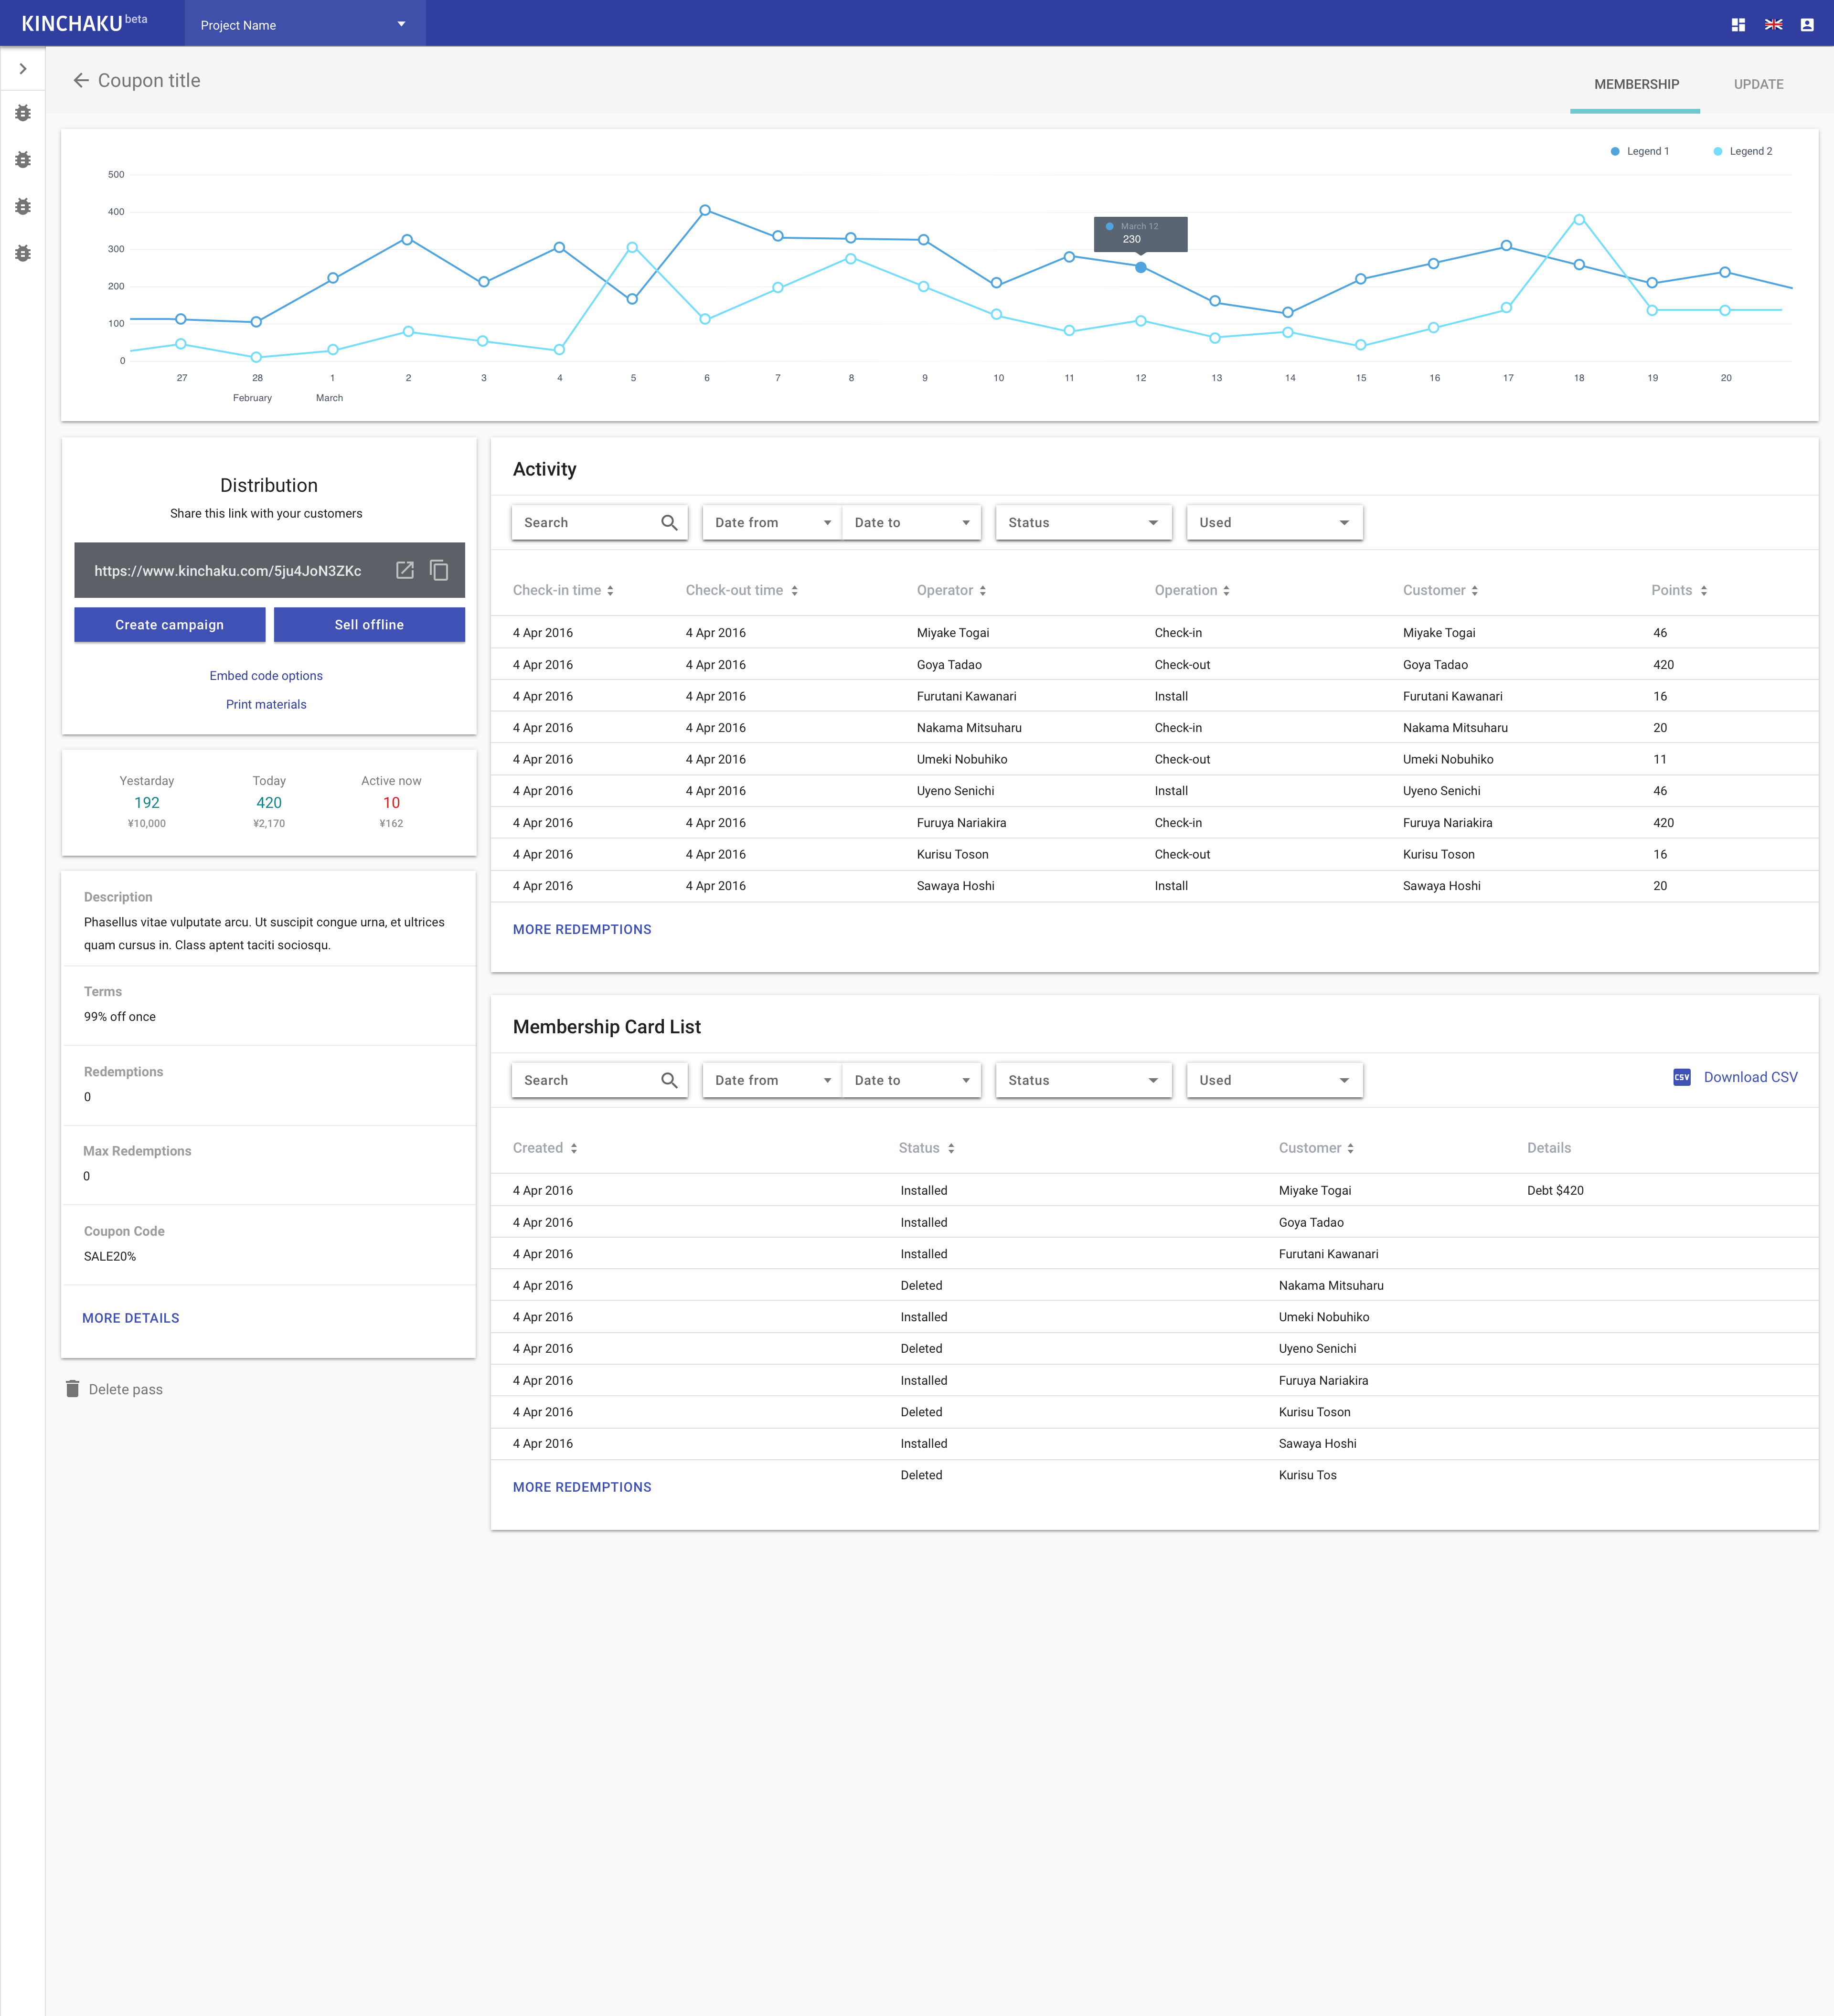 KINCHAKU beta
Project Name
Coupon title
MEMBERSHIP
UPDATE
Legend 1
Legend 2
500
400
300
200
100
0
March 12
230
27
28
1
2
3
4
5
6
7
8
9
10
11
12
13
14
15
16
17
18
19
20
February
March
Distribution
Share this link with your customers
https://www.kinchaku.com/5ju4JoN3ZKc
Create campaign
Sell offline
Embed code options
Print materials
Yestarday
Today
Active now
192
420
10
¥10,000
¥2,170
¥162
Description
Phasellus vitae vulputate arcu. Ut suscipit congue urna, et ultrices
quam cursus in. Class aptent taciti sociosqu.
Terms
99% off once
Redemptions
0
Max Redemptions
0
Coupon Code
SALE20%
MORE DETAILS
Delete pass
Activity
Search
Date from
Date to
Status
Used
Check-in time Check-out time Operator Operation Customer Points
4 Apr 2016 4 Apr 2016 Miyake Togai Check-in Miyake Togai 46
4 Apr 2016 4 Apr 2016 Goya Tadao Check-out Goya Tadao 420
4 Apr 2016 4 Apr 2016 Furutani Kawanari Install Furutani Kawanari 16
4 Apr 2016 4 Apr 2016 Nakama Mitsuharu Check-in Nakama Mitsuharu 20
4 Apr 2016 4 Apr 2016 Umeki Nobuhiko Check-out Umeki Nobuhiko 11
4 Apr 2016 4 Apr 2016 Uyeno Senichi Install Uyeno Senichi 46
4 Apr 2016 4 Apr 2016 Furuya Nariakira Check-in Furuya Nariakira 420
4 Apr 2016 4 Apr 2016 Kurisu Toson Check-out Kurisu Toson 16
4 Apr 2016 4 Apr 2016 Sawaya Hoshi Install Sawaya Hoshi 20
MORE REDEMPTIONS
Membership Card List
Search
Date from
Date to
Status
Used
CSV Download CSV
Created Status Customer Details
4 Apr 2016 Installed Miyake Togai Debt $420
4 Apr 2016 Installed Goya Tadao
4 Apr 2016 Installed Furutani Kawanari
4 Apr 2016 Deleted Nakama Mitsuharu
4 Apr 2016 Installed Umeki Nobuhiko
4 Apr 2016 Deleted Uyeno Senichi
4 Apr 2016 Installed Furuya Nariakira
4 Apr 2016 Deleted Kurisu Toson
4 Apr 2016 Installed Sawaya Hoshi
Deleted Kurisu Tos
MORE REDEMPTIONS